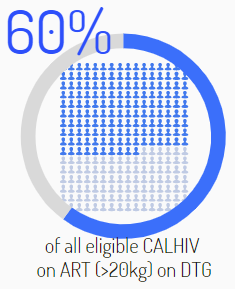 60%
of all eligible CALHIV
on ART (>20kg) on DTG